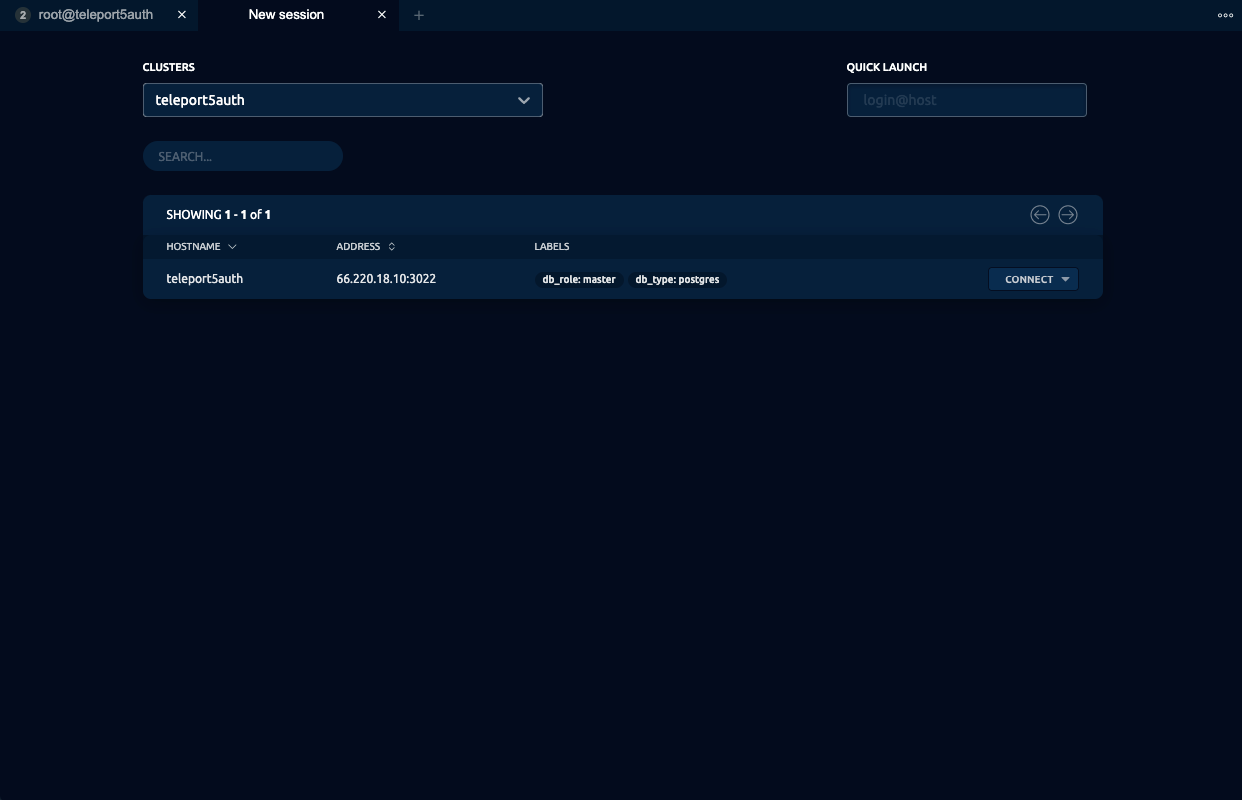 2 root@teleport5auth × New session × +
CLUSTERS QUICK LAUNCH
teleport5auth login@host
SEARCH...
SHOWING 1 - 1 of 1
HOSTNAME ADDRESS LABELS
teleport5auth 66.220.18.10:3022 db_role: master db_type: postgres CONNECT